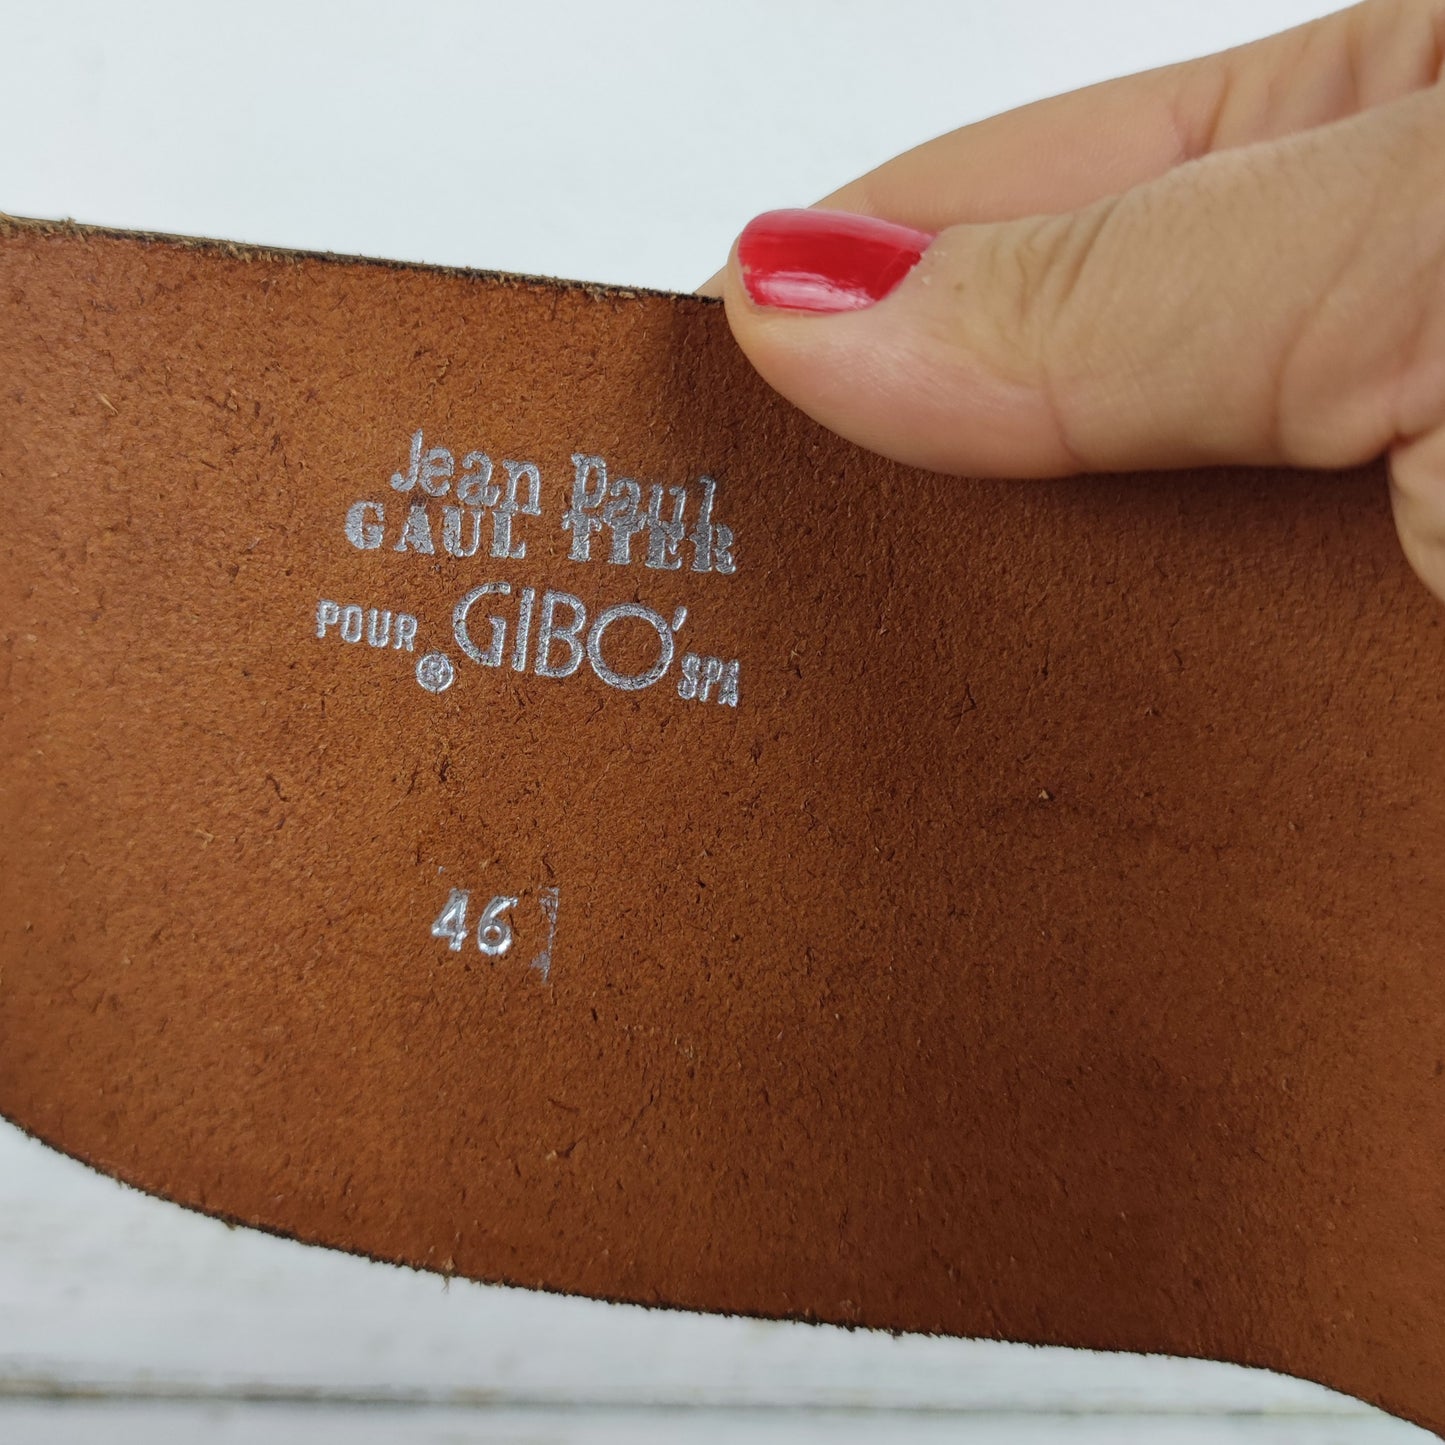 Jean Paul
GAULTIER
POUR ® GIBO' SPA
46